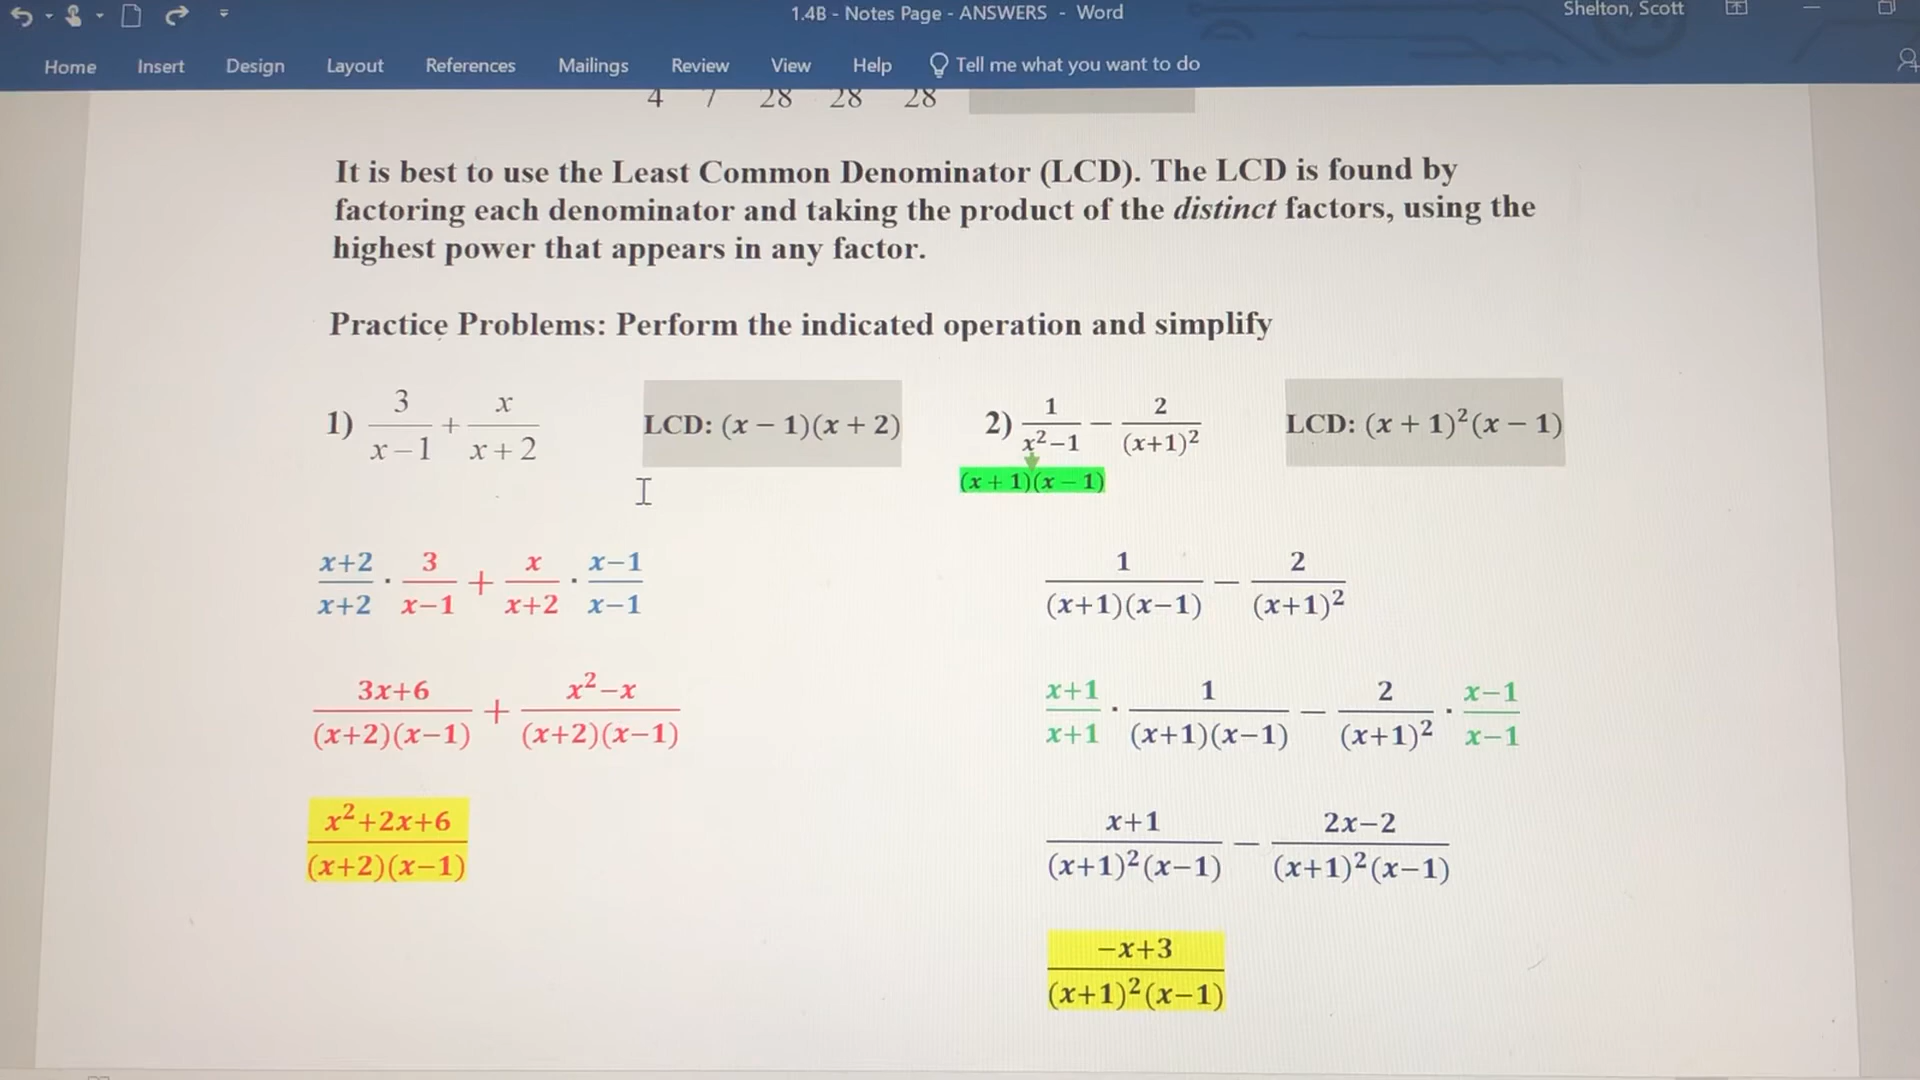 1.4B - Notes Page - ANSWERS - Word
Shelton, Scott
Home Insert Design Layout References Mailings Review View Help Tell me what you want to do
4 7 28 28 28
It is best to use the Least Common Denominator (LCD). The LCD is found by
factoring each denominator and taking the product of the distinct factors, using the
highest power that appears in any factor.
Practice Problems: Perform the indicated operation and simplify
1) 3/(x−1) + x/(x+2)
LCD: (x − 1)(x + 2)
(x+2)/(x+2) · 3/(x−1) + x/(x+2) · (x−1)/(x−1)
(3x+6)/((x+2)(x−1)) + (x²−x)/((x+2)(x−1))
(x²+2x+6)/((x+2)(x−1))
2) 1/(x²−1) − 2/(x+1)²
LCD: (x + 1)²(x − 1)
(x + 1)(x − 1)
1/((x+1)(x−1)) − 2/(x+1)²
(x+1)/(x+1) · 1/((x+1)(x−1)) − 2/(x+1)² · (x−1)/(x−1)
(x+1)/((x+1)²(x−1)) − (2x−2)/((x+1)²(x−1))
(−x+3)/((x+1)²(x−1))